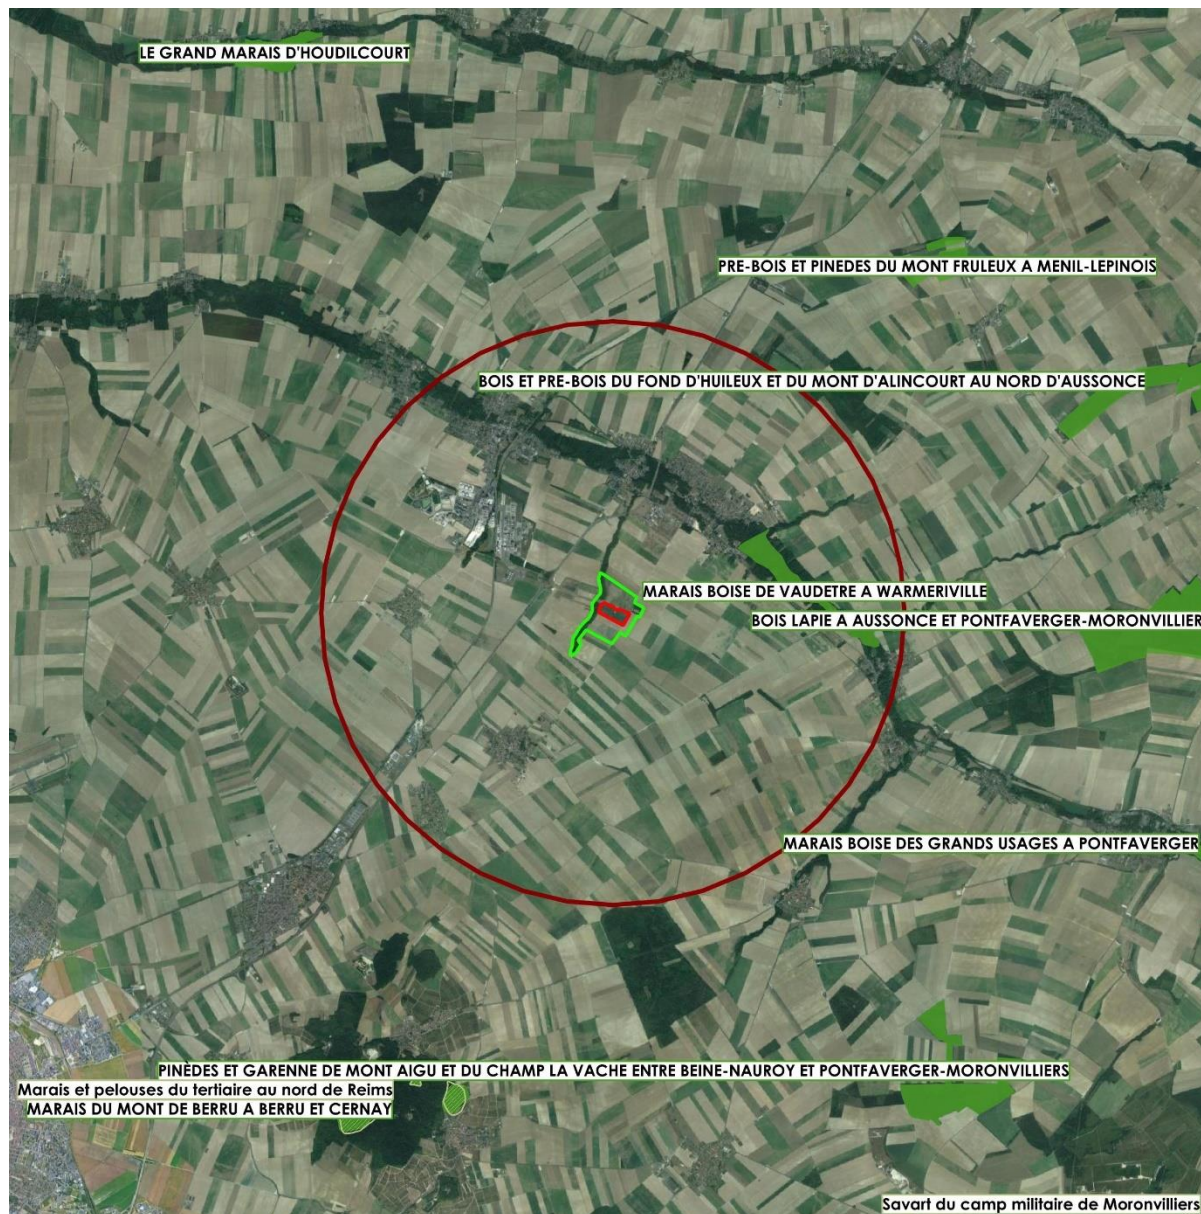 LE GRAND MARAIS D'HOUDILCOURT
PRE-BOIS ET PINEDES DU MONT FRULEUX A MENIL-LEPINOIS
BOIS ET PRE-BOIS DU FOND D'HUILEUX ET DU MONT D'ALINCOURT AU NORD D'AUSSONCE
MARAIS BOISE DE VAUDETRE A WARMERIVILLE
BOIS LAPIE A AUSSONCE ET PONTFAVERGER-MORONVILLIER
MARAIS BOISE DES GRANDS USAGES A PONTFAVERGER
PINÈDES ET GARENNE DE MONT AIGU ET DU CHAMP LA VACHE ENTRE BEINE-NAUROY ET PONTFAVERGER-MORONVILLIERS
Marais et pelouses du tertiaire au nord de Reims
MARAIS DU MONT DE BERRU A BERRU ET CERNAY
Savart du camp militaire de Moronvilliers